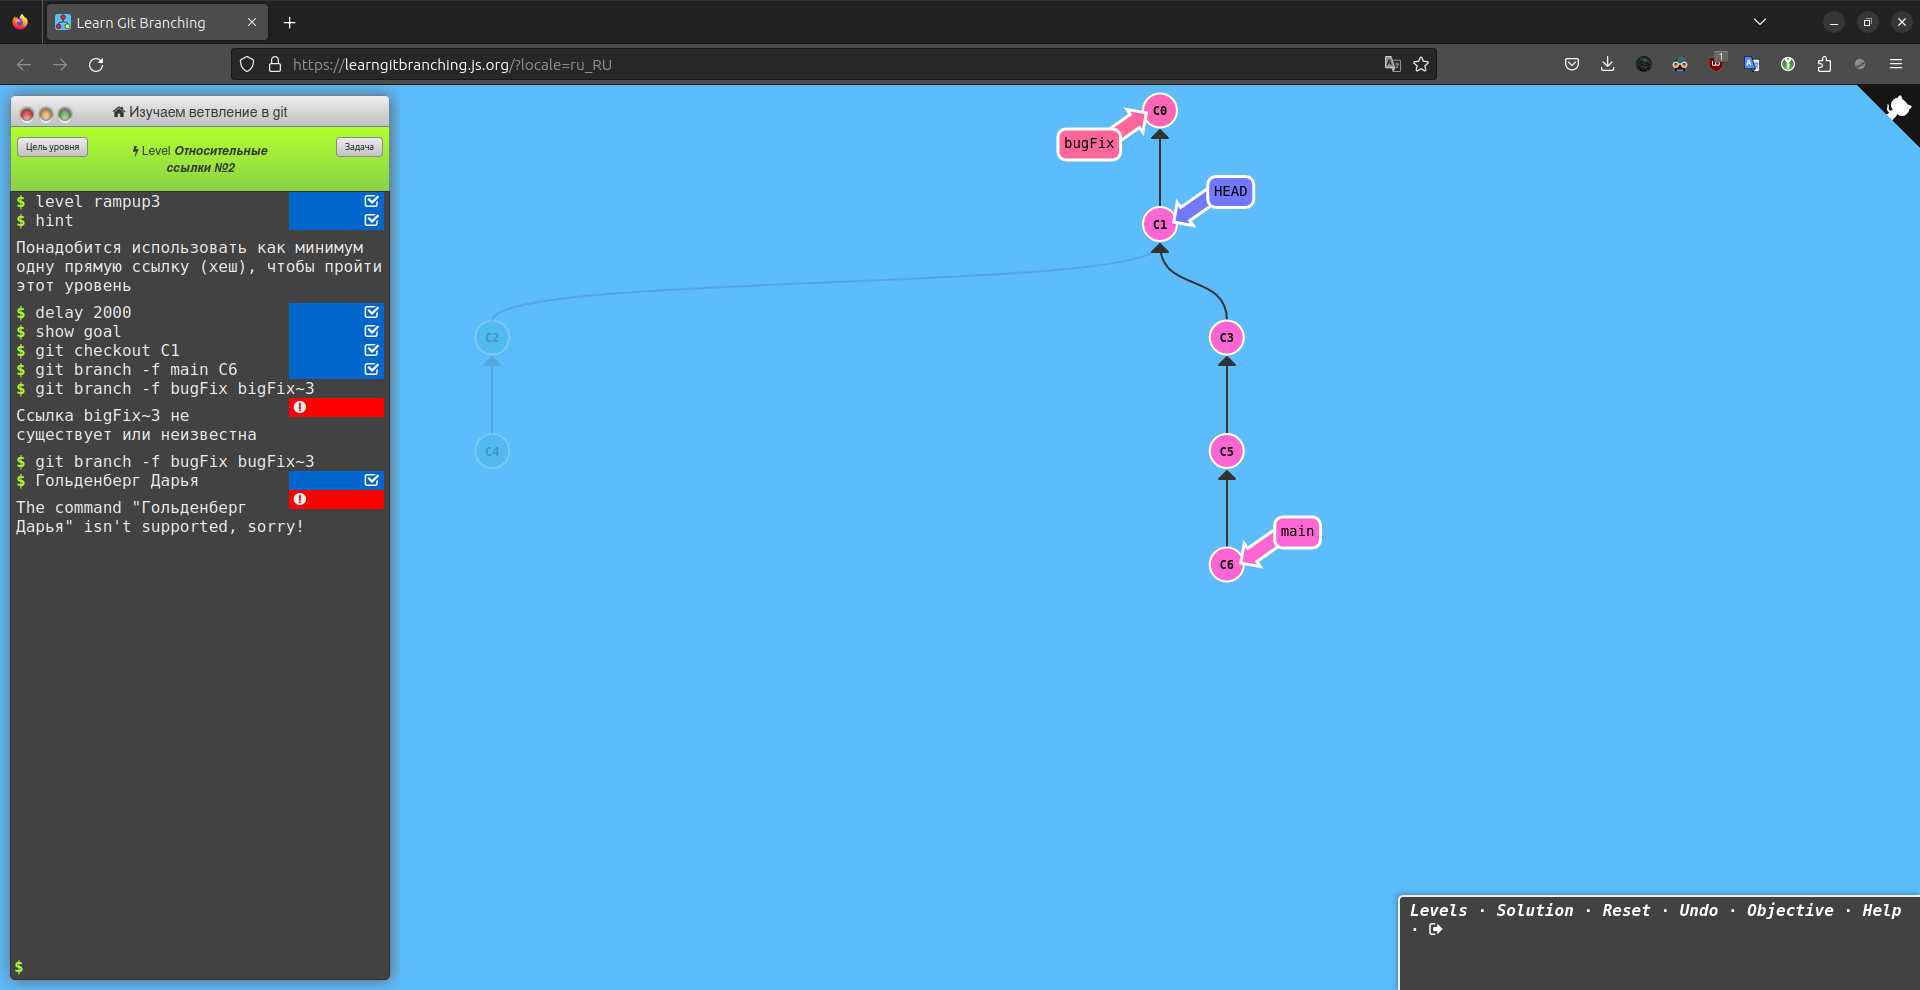 Learn Git Branching
https://learngitbranching.js.org/?locale=ru_RU
1
Изучаем ветвление в git
Цель уровня
Level Относительные
ссылки №2
Задача
$ level rampup3
$ hint
Понадобится использовать как минимум
одну прямую ссылку (хеш), чтобы пройти
этот уровень
$ delay 2000
$ show goal
$ git checkout C1
$ git branch -f main C6
$ git branch -f bugFix bigFix~3
Ссылка bigFix~3 не
существует или неизвестна
$ git branch -f bugFix bugFix~3
$ Гольденберг Дарья
The command "Гольденберг
Дарья" isn't supported, sorry!
$
C0
bugFix
HEAD
C1
C2
C3
C4
C5
main
C6
Levels · Solution · Reset · Undo · Objective · Help
·